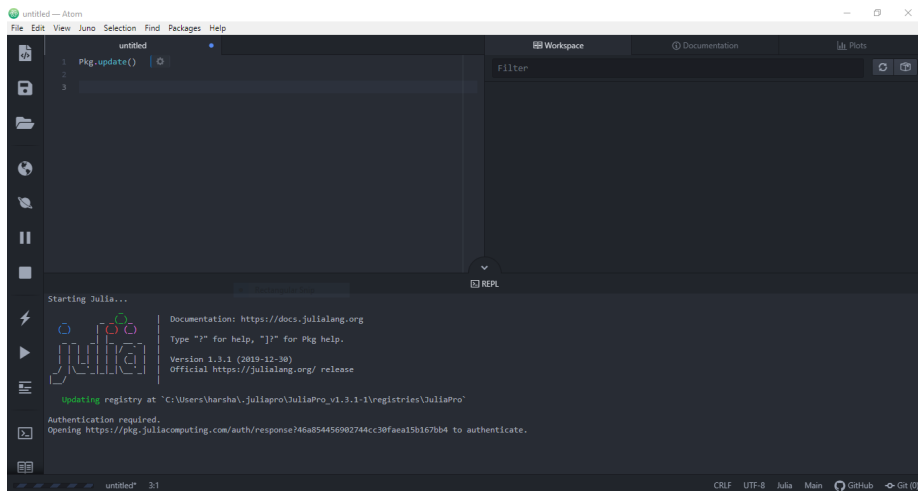 untitled — Atom
File Edit View Juno Selection Find Packages Help
untitled
Workspace
Documentation
Plots
1 Pkg.update()
2
3
Filter
REPL
Starting Julia...
Documentation: https://docs.julialang.org
Type "?" for help, "]?" for Pkg help.
Version 1.3.1 (2019-12-30)
Official https://julialang.org/ release
Updating registry at `C:\Users\harsha\.juliapro\JuliaPro_v1.3.1-1\registries\JuliaPro`
Authentication required.
Opening https://pkg.juliacomputing.com/auth/response?46a854456902744cc30faea15b167bb4 to authenticate.
untitled* 3:1
CRLF UTF-8 Julia Main GitHub Git (0)